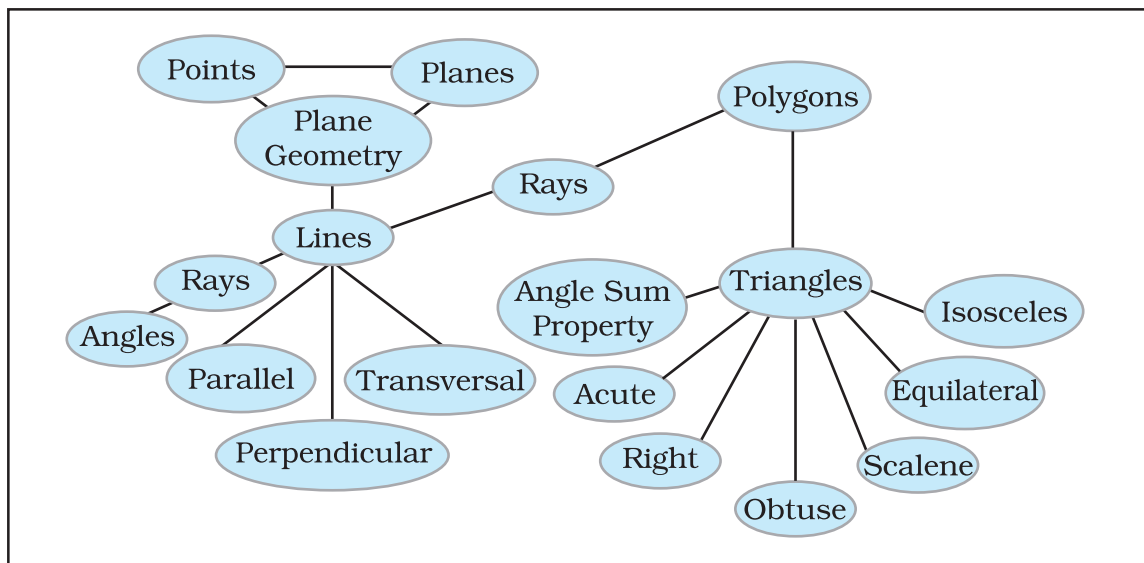 Points
Planes
Plane
Geometry
Polygons
Rays
Lines
Rays
Angles
Parallel
Transversal
Perpendicular
Triangles
Angle Sum
Property
Isosceles
Acute
Equilateral
Right
Scalene
Obtuse